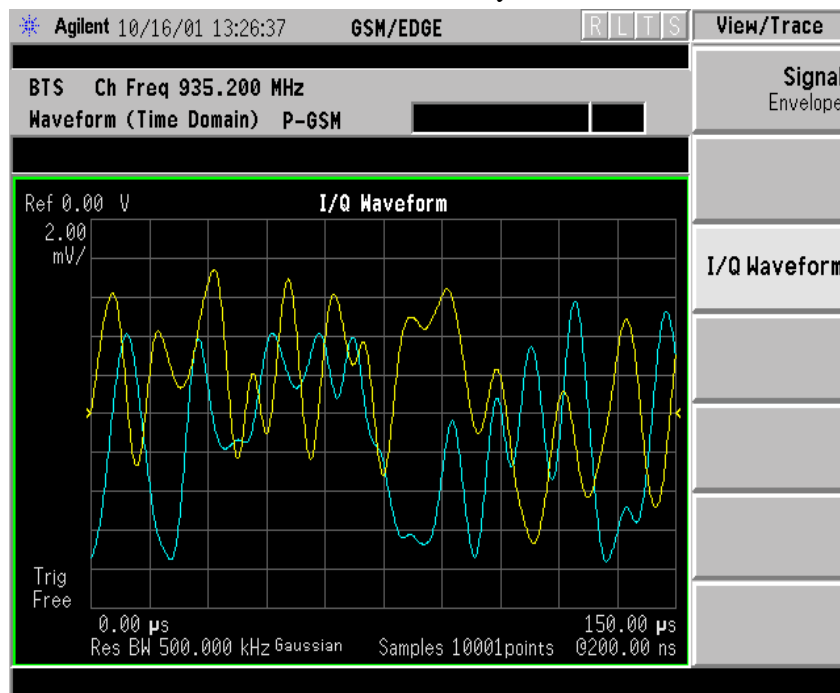 Agilent 10/16/01 13:26:37 GSM/EDGE R L T S View/Trace
BTS Ch Freq 935.200 MHz
Waveform (Time Domain) P-GSM
Signal
Envelope
I/Q Waveform
Ref 0.00 V I/Q Waveform
2.00
mV/
Trig
Free
0.00 µs 150.00 µs
Res BW 500.000 kHz Gaussian Samples 10001points @200.00 ns